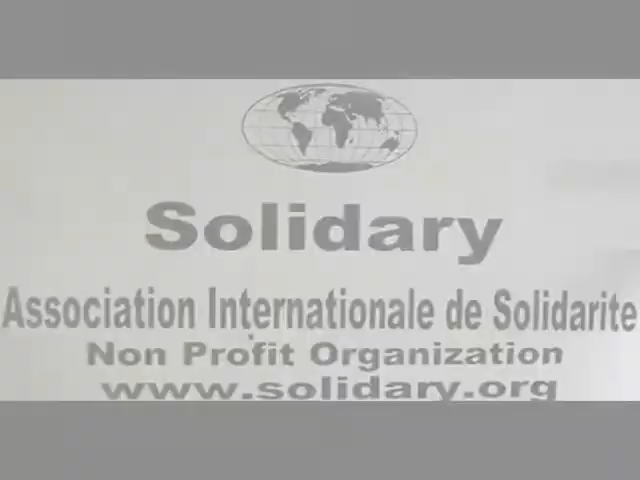 Solidary
Association Internationale de Solidarite
Non Profit Organization
www.solidary.org